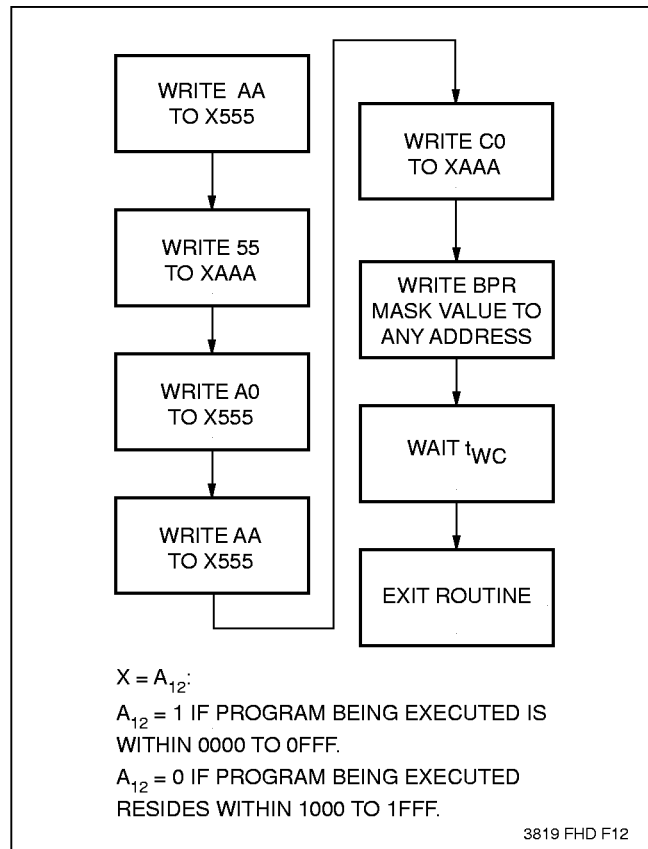 WRITE AA
TO X555
WRITE 55
TO XAAA
WRITE A0
TO X555
WRITE AA
TO X555
WRITE C0
TO XAAA
WRITE BPR
MASK VALUE TO
ANY ADDRESS
WAIT tWC
EXIT ROUTINE
X = A12:
A12 = 1 IF PROGRAM BEING EXECUTED IS
WITHIN 0000 TO 0FFF.
A12 = 0 IF PROGRAM BEING EXECUTED
RESIDES WITHIN 1000 TO 1FFF.
3819 FHD F12